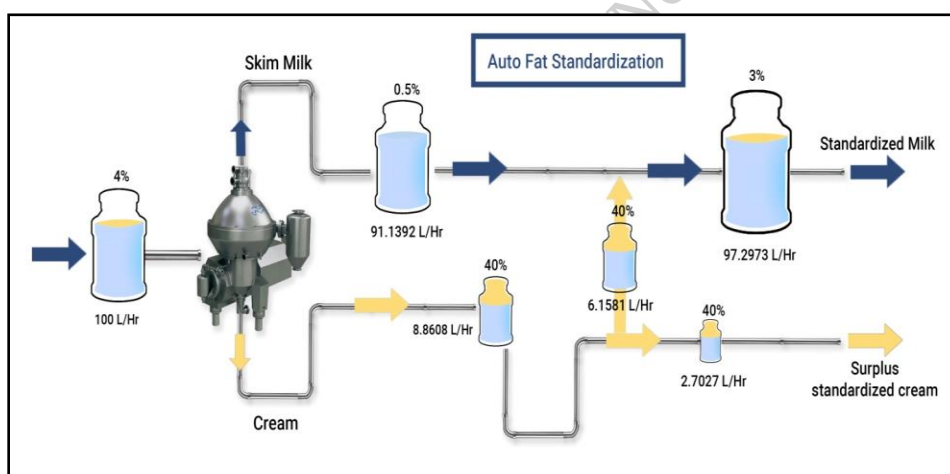 Auto Fat Standardization
Skim Milk
0.5%
3%
Standardized Milk
4%
91.1392 L/Hr
40%
97.2973 L/Hr
100 L/Hr
40%
8.8608 L/Hr
6.1581 L/Hr
40%
2.7027 L/Hr
Surplus
standardized cream
Cream